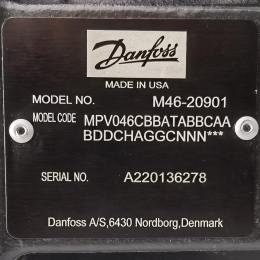 Danfoss
MADE IN USA
MODEL NO. M46-20901
MODEL CODE MPV046CBBATABBCAA
BDDCHAGGCNNN***
SERIAL NO. A220136278
Danfoss A/S,6430 Nordborg,Denmark